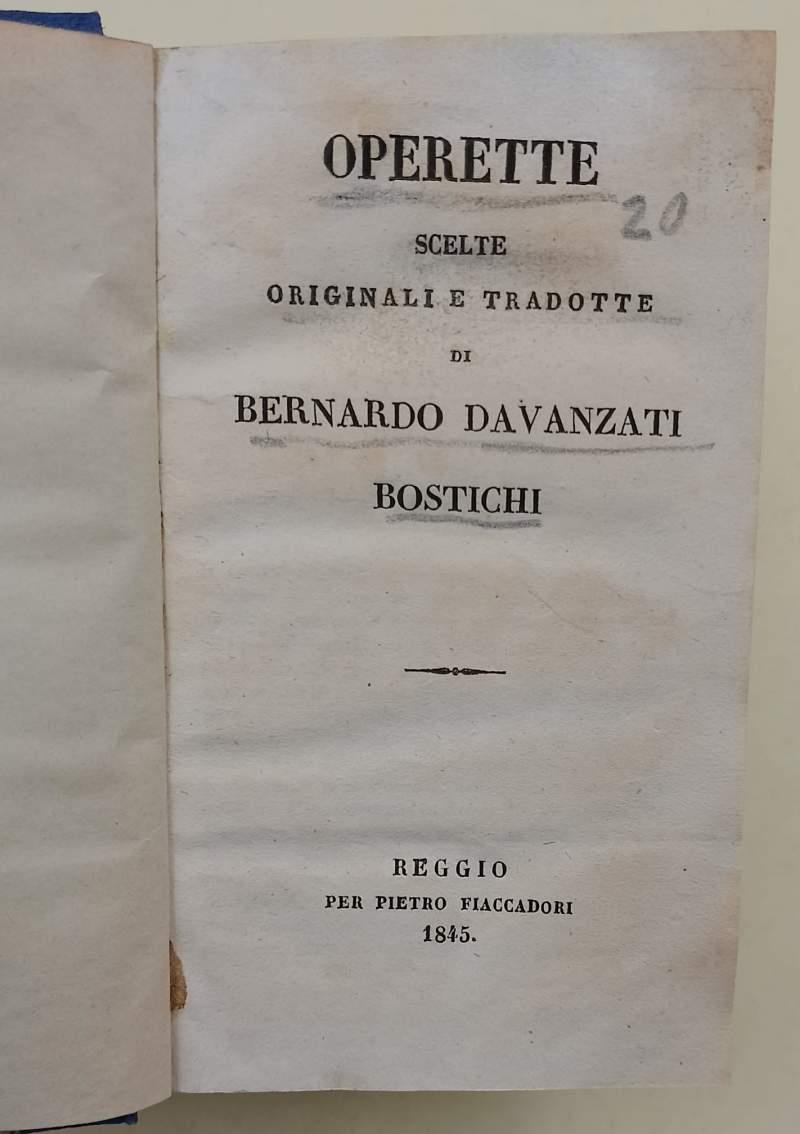 OPERETTE
20
SCELTE
ORIGINALI E TRADOTTE
DI
BERNARDO DAVANZATI
BOSTICHI
REGGIO
PER PIETRO FIACCADORI
1845.